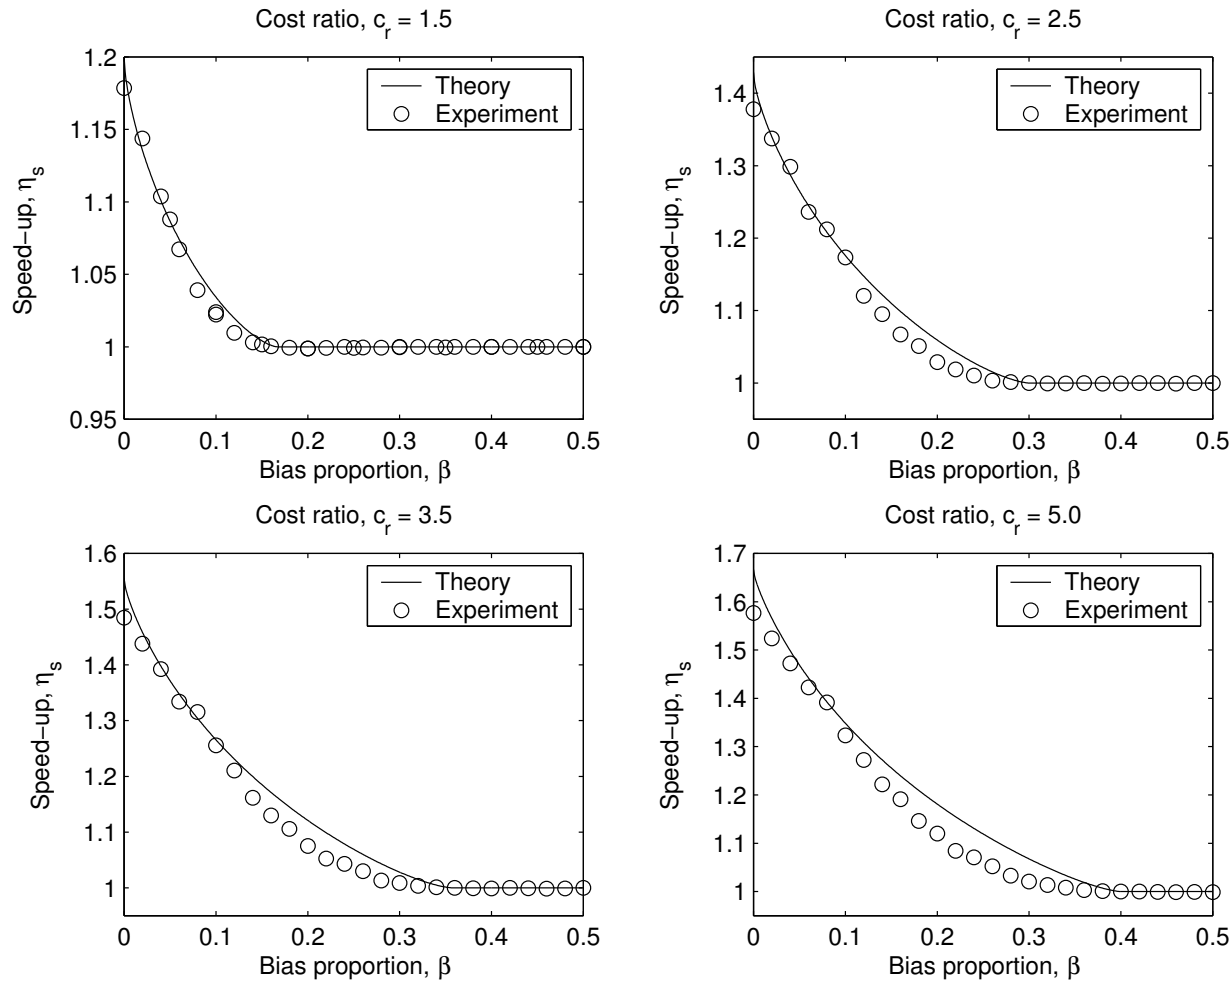 Cost ratio, c_r = 1.5
1.2
1.15
1.1
1.05
1
0.95
Speed-up, η_s
Theory
Experiment
0 0.1 0.2 0.3 0.4 0.5
Bias proportion, β
Cost ratio, c_r = 2.5
1.4
1.3
1.2
1.1
1
Speed-up, η_s
Theory
Experiment
0 0.1 0.2 0.3 0.4 0.5
Bias proportion, β
Cost ratio, c_r = 3.5
1.6
1.5
1.4
1.3
1.2
1.1
1
Speed-up, η_s
Theory
Experiment
0 0.1 0.2 0.3 0.4 0.5
Bias proportion, β
Cost ratio, c_r = 5.0
1.7
1.6
1.5
1.4
1.3
1.2
1.1
1
Speed-up, η_s
Theory
Experiment
0 0.1 0.2 0.3 0.4 0.5
Bias proportion, β